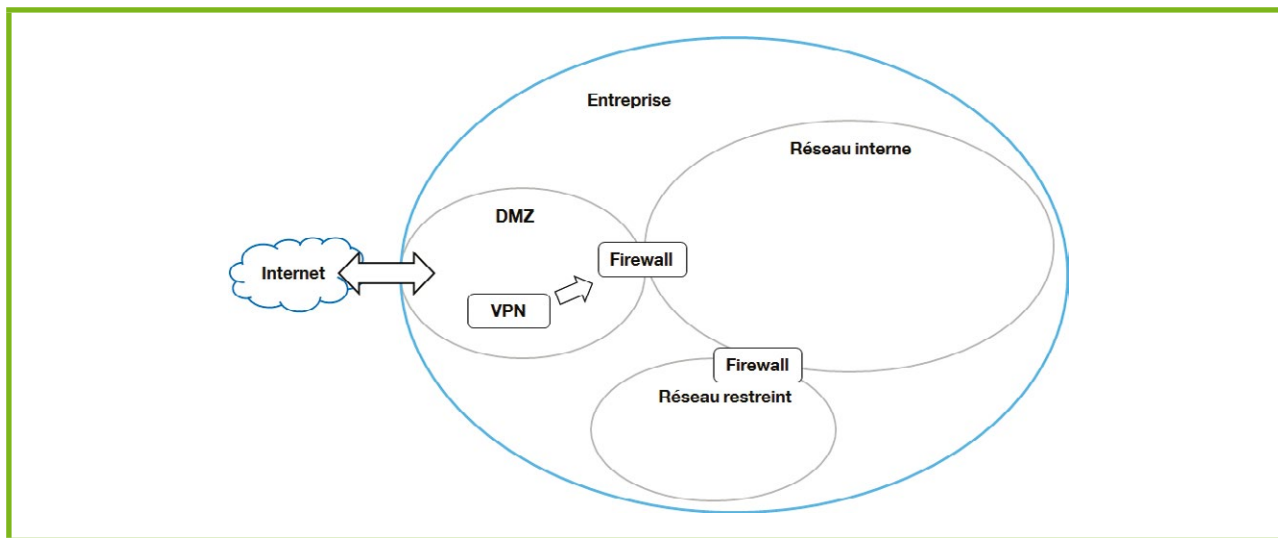 Entreprise
Réseau interne
DMZ
Firewall
Internet
VPN
Firewall
Réseau restreint